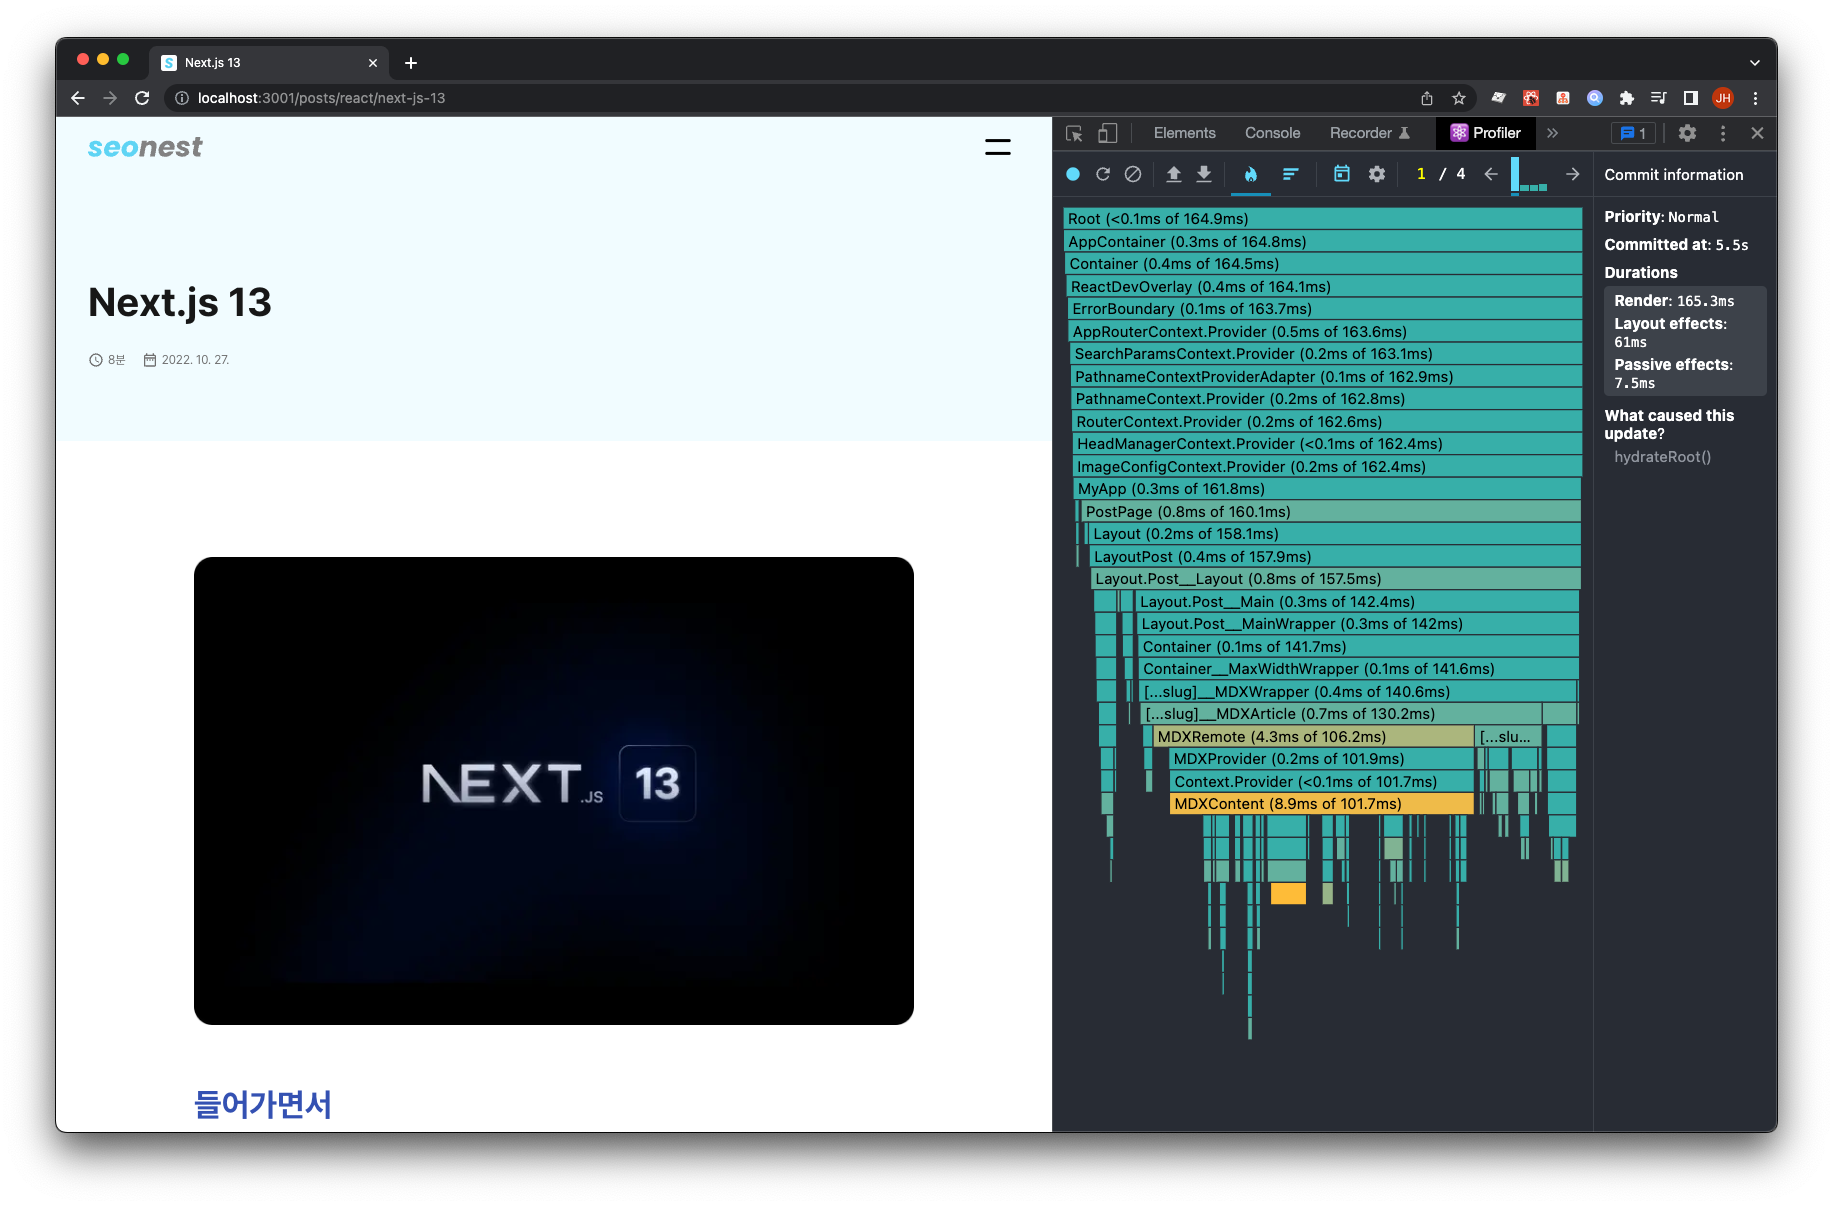 Next.js 13
localhost:3001/posts/react/next-js-13
JH
seonest
Next.js 13
8분 2022. 10. 27.
NEXT.JS 13
들어가면서
Elements Console Recorder Profiler 1
1 / 4
Root (<0.1ms of 164.9ms)
AppContainer (0.3ms of 164.8ms)
Container (0.4ms of 164.5ms)
ReactDevOverlay (0.4ms of 164.1ms)
ErrorBoundary (0.1ms of 163.7ms)
AppRouterContext.Provider (0.5ms of 163.6ms)
SearchParamsContext.Provider (0.2ms of 163.1ms)
PathnameContextProviderAdapter (0.1ms of 162.9ms)
PathnameContext.Provider (0.2ms of 162.8ms)
RouterContext.Provider (0.2ms of 162.6ms)
HeadManagerContext.Provider (<0.1ms of 162.4ms)
ImageConfigContext.Provider (0.2ms of 162.4ms)
MyApp (0.3ms of 161.8ms)
PostPage (0.8ms of 160.1ms)
Layout (0.2ms of 158.1ms)
LayoutPost (0.4ms of 157.9ms)
Layout.Post__Layout (0.8ms of 157.5ms)
Layout.Post__Main (0.3ms of 142.4ms)
Layout.Post__MainWrapper (0.3ms of 142ms)
Container (0.1ms of 141.7ms)
Container__MaxWidthWrapper (0.1ms of 141.6ms)
[...slug]__MDXWrapper (0.4ms of 140.6ms)
[...slug]__MDXArticle (0.7ms of 130.2ms)
MDXRemote (4.3ms of 106.2ms) [...slu...
MDXProvider (0.2ms of 101.9ms)
Context.Provider (<0.1ms of 101.7ms)
MDXContent (8.9ms of 101.7ms)
Commit information
Priority: Normal
Committed at: 5.5s
Durations
Render: 165.3ms
Layout effects:
61ms
Passive effects:
7.5ms
What caused this
update?
hydrateRoot()